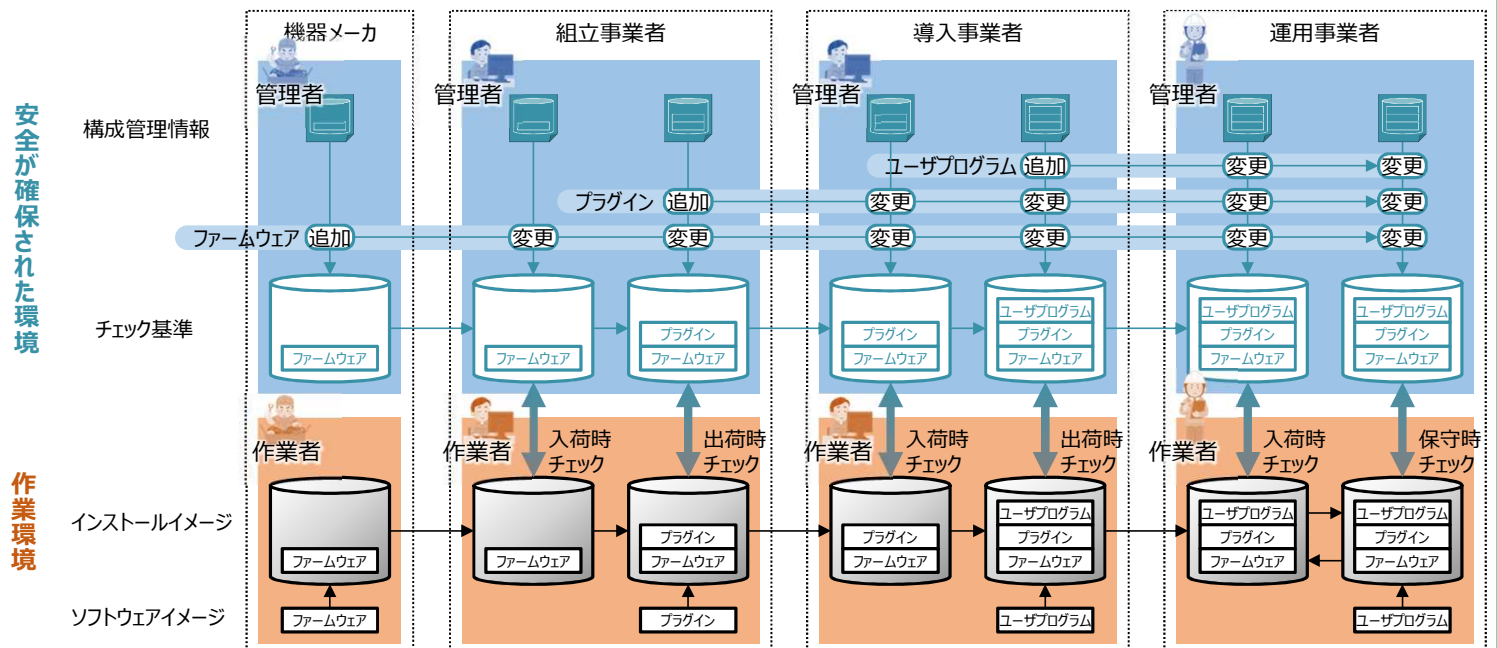 機器メーカ
組立事業者
導入事業者
運用事業者
管理者
管理者
管理者
管理者
安全が確保された環境
構成管理情報
ユーザプログラム 追加 変更 変更
プラグイン 追加 変更 変更 変更 変更
ファームウェア 追加 変更 変更 変更 変更 変更 変更
チェック基準
ファームウェア
ファームウェア
プラグイン
ファームウェア
プラグイン
ファームウェア
ユーザプログラム
プラグイン
ファームウェア
ユーザプログラム
プラグイン
ファームウェア
ユーザプログラム
プラグイン
ファームウェア
作業者
作業者
作業者
作業者
入荷時
チェック
出荷時
チェック
入荷時
チェック
出荷時
チェック
入荷時
チェック
保守時
チェック
作業環境
インストールイメージ
ファームウェア
ファームウェア
プラグイン
ファームウェア
プラグイン
ファームウェア
ユーザプログラム
プラグイン
ファームウェア
ユーザプログラム
プラグイン
ファームウェア
ユーザプログラム
プラグイン
ファームウェア
ソフトウェアイメージ
ファームウェア
プラグイン
ユーザプログラム
ユーザプログラム